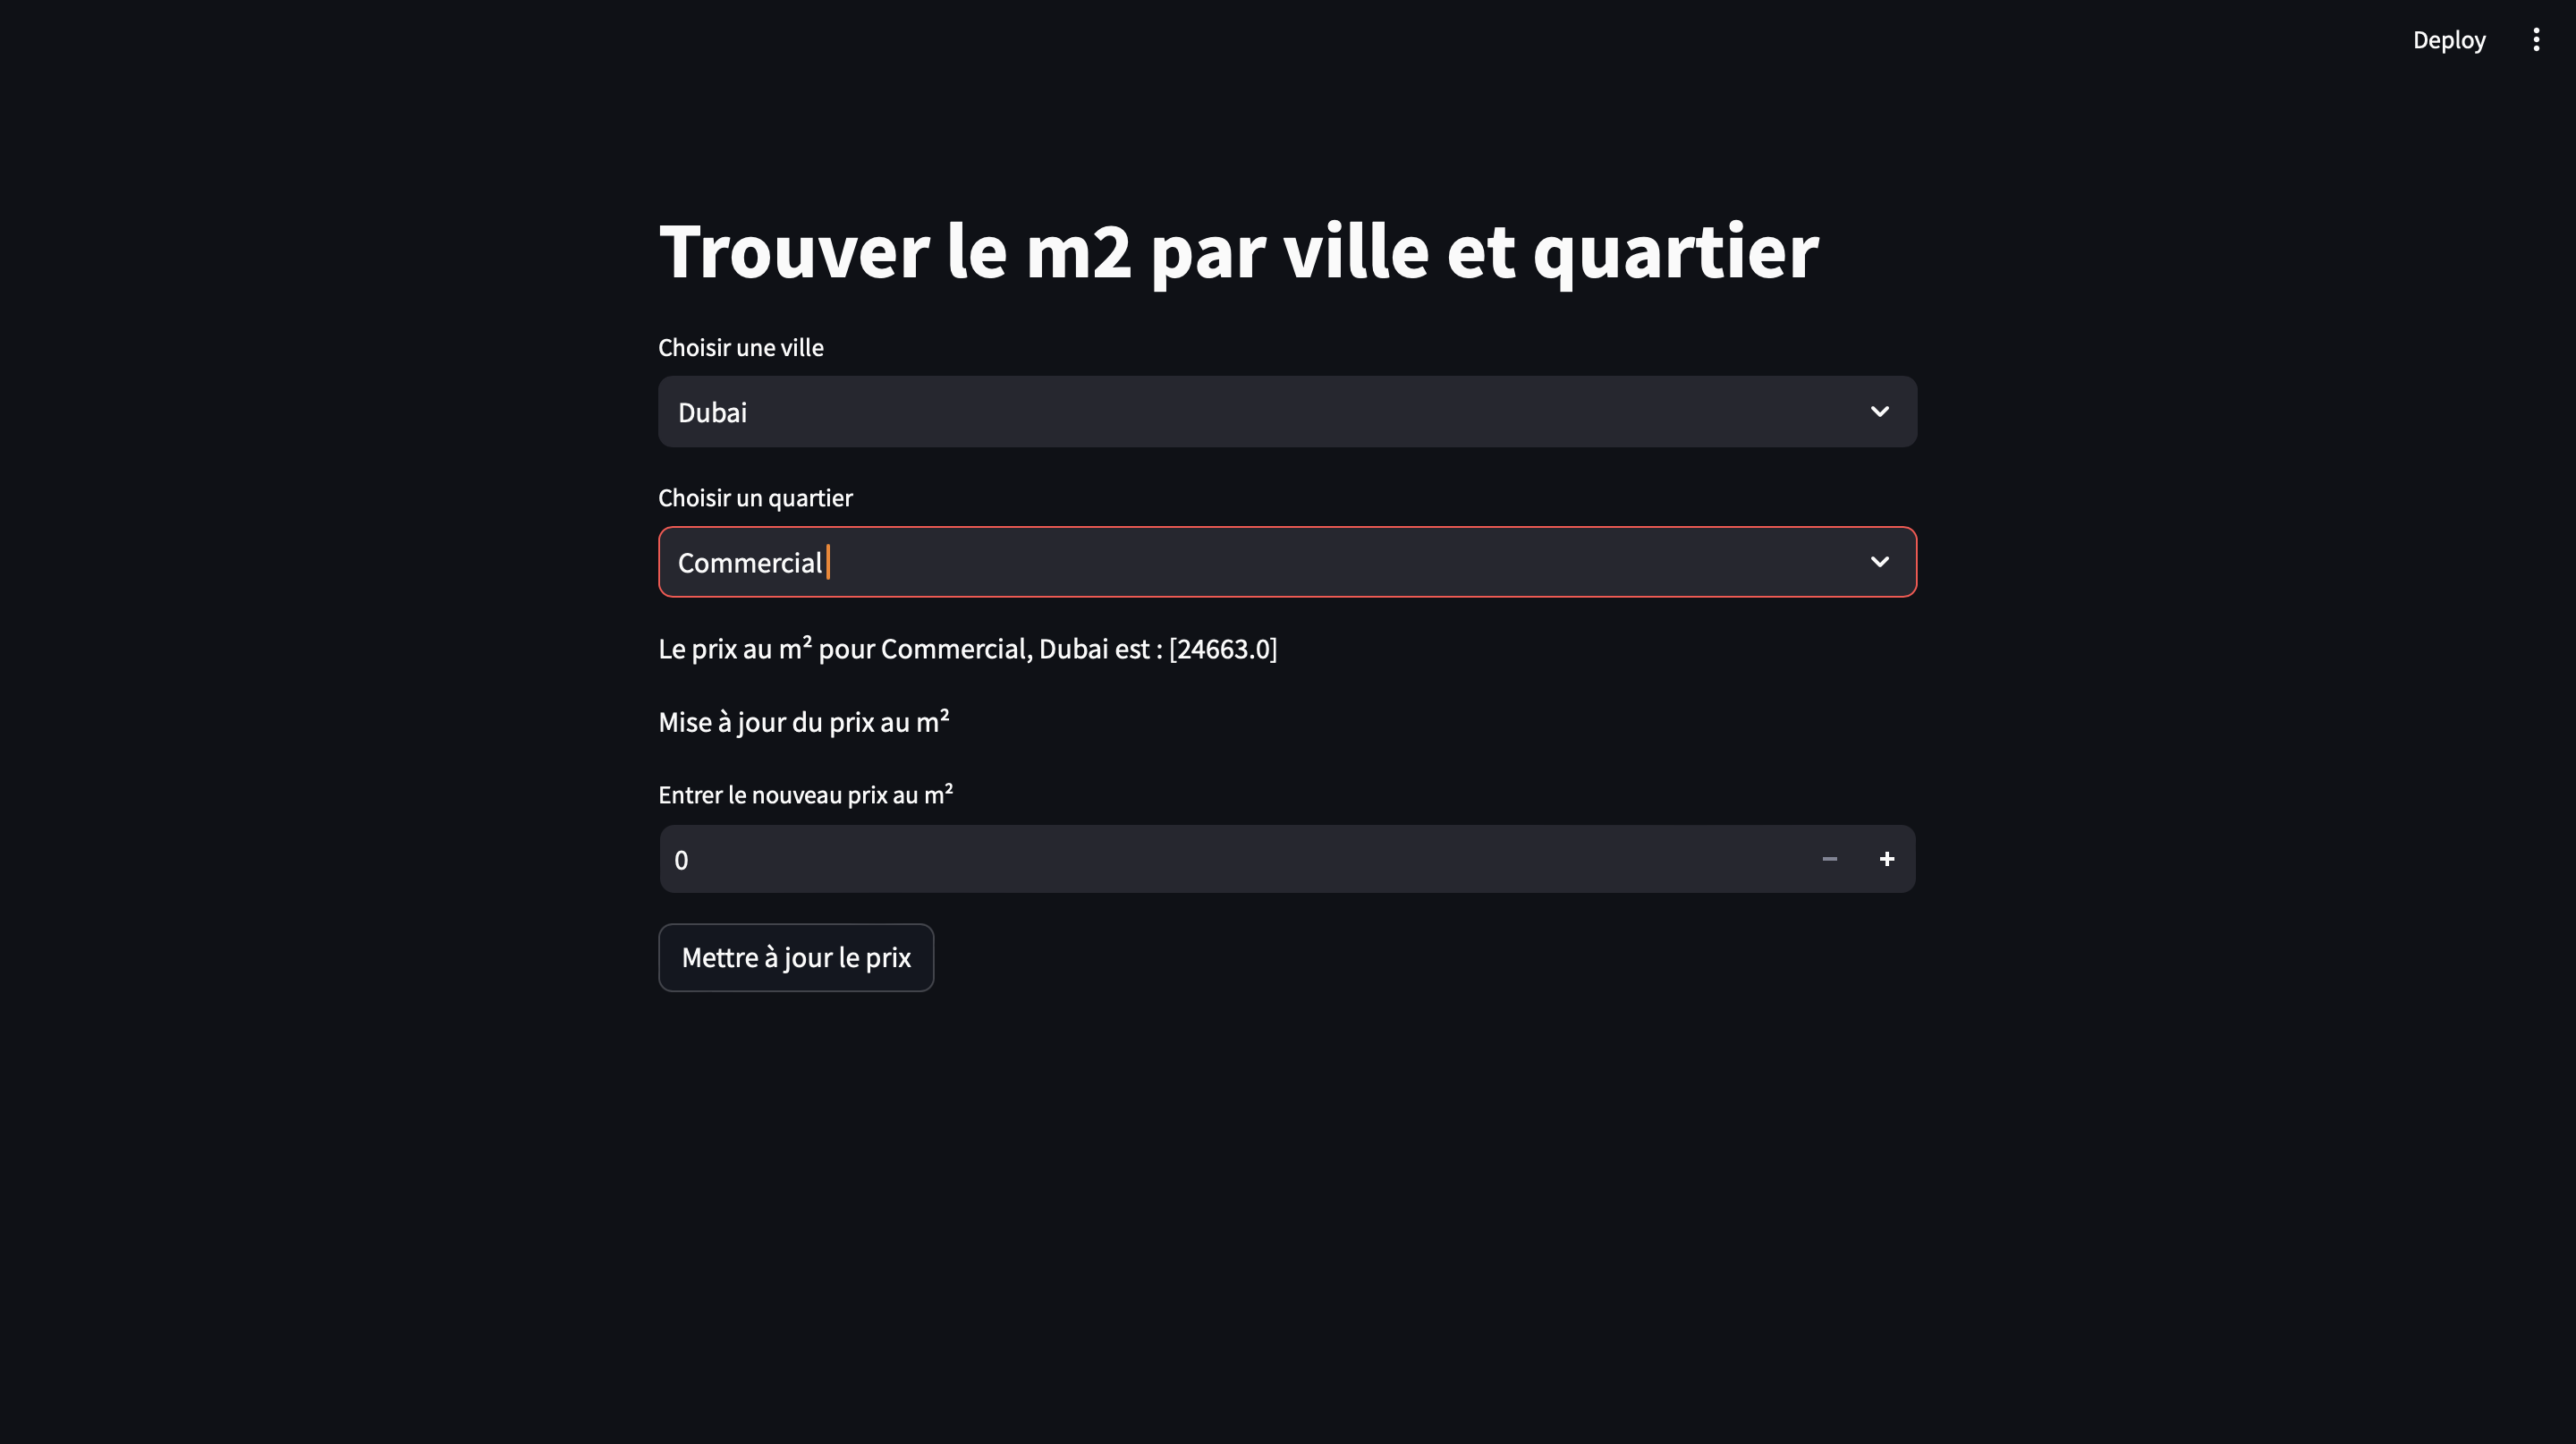 Deploy
Trouver le m2 par ville et quartier
Choisir une ville
Dubai
Choisir un quartier
Commercial
Le prix au m² pour Commercial, Dubai est : [24663.0]
Mise à jour du prix au m²
Entrer le nouveau prix au m²
0
Mettre à jour le prix